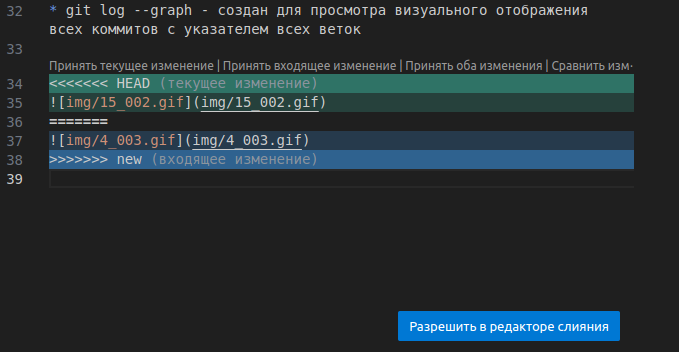 32 * git log --graph - создан для просмотра визуального отображения
всех коммитов с указателем всех веток
33
Принять текущее изменение | Принять входящее изменение | Принять оба изменения | Сравнить изм·
34 <<<<<<< HEAD (текущее изменение)
35 ![img/15_002.gif](img/15_002.gif)
36 =======
37 ![img/4_003.gif](img/4_003.gif)
38 >>>>>>> new (входящее изменение)
39
Разрешить в редакторе слияния